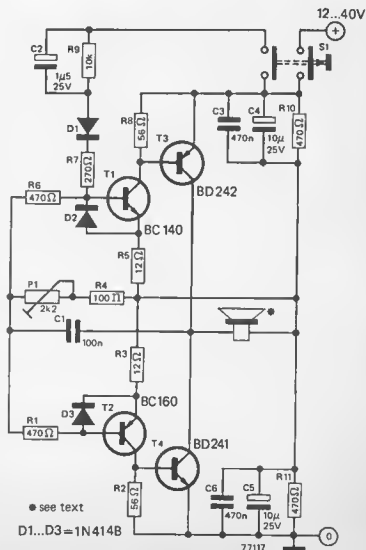 12...40V
+
C2
1µ5
25V
R9
10k
S1
D1
R8
56Ω
T3
C3
470n
C4
10µ
25V
R10
470Ω
R7
270Ω
R6
470Ω
T1
BD242
D2
BC140
R5
12Ω
P1
2k2
R4
100Ω
C1
100n
R3
12Ω
BC160
D3
T2
BD241
R1
470Ω
T4
R2
56Ω
C6
470n
C5
10µ
25V
R11
470Ω
• see text
D1...D3=1N414B
77117
0